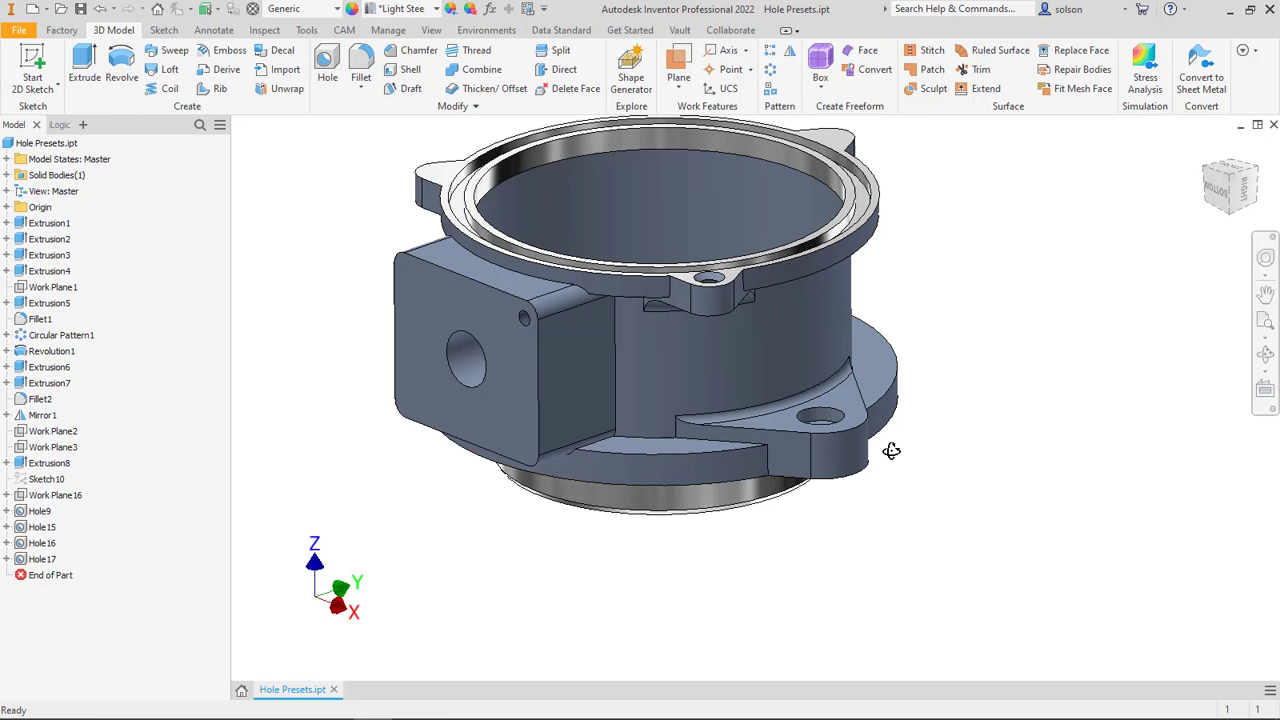 Generic
*Light Stee
fx
Autodesk Inventor Professional 2022 Hole Presets.ipt
Search Help & Commands...
solson
File Factory 3D Model Sketch Annotate Inspect Tools CAM Manage View Environments Data Standard Get Started Vault Collaborate
Start
2D Sketch
Extrude
Revolve
Sweep
Loft
Coil
Emboss
Derive
Rib
Decal
Import
Unwrap
Hole
Fillet
Chamfer
Shell
Draft
Thread
Combine
Thicken/ Offset
Split
Direct
Delete Face
Shape
Generator
Plane
Axis
Point
UCS
Box
Face
Convert
Stitch
Patch
Sculpt
Ruled Surface
Trim
Extend
Replace Face
Repair Bodies
Fit Mesh Face
Stress
Analysis
Convert to
Sheet Metal
Sketch Create Modify Explore Work Features Pattern Create Freeform Surface Simulation Convert
Model iLogic
Hole Presets.ipt
Model States: Master
Solid Bodies(1)
View: Master
Origin
Extrusion1
Extrusion2
Extrusion3
Extrusion4
Work Plane1
Extrusion5
Fillet1
Circular Pattern1
Revolution1
Extrusion6
Extrusion7
Fillet2
Mirror1
Work Plane2
Work Plane3
Extrusion8
Sketch10
Work Plane16
Hole9
Hole15
Hole16
Hole17
End of Part
BOTTOM
RIGHT
Z
Y
X
Hole Presets.ipt
Ready
1 1